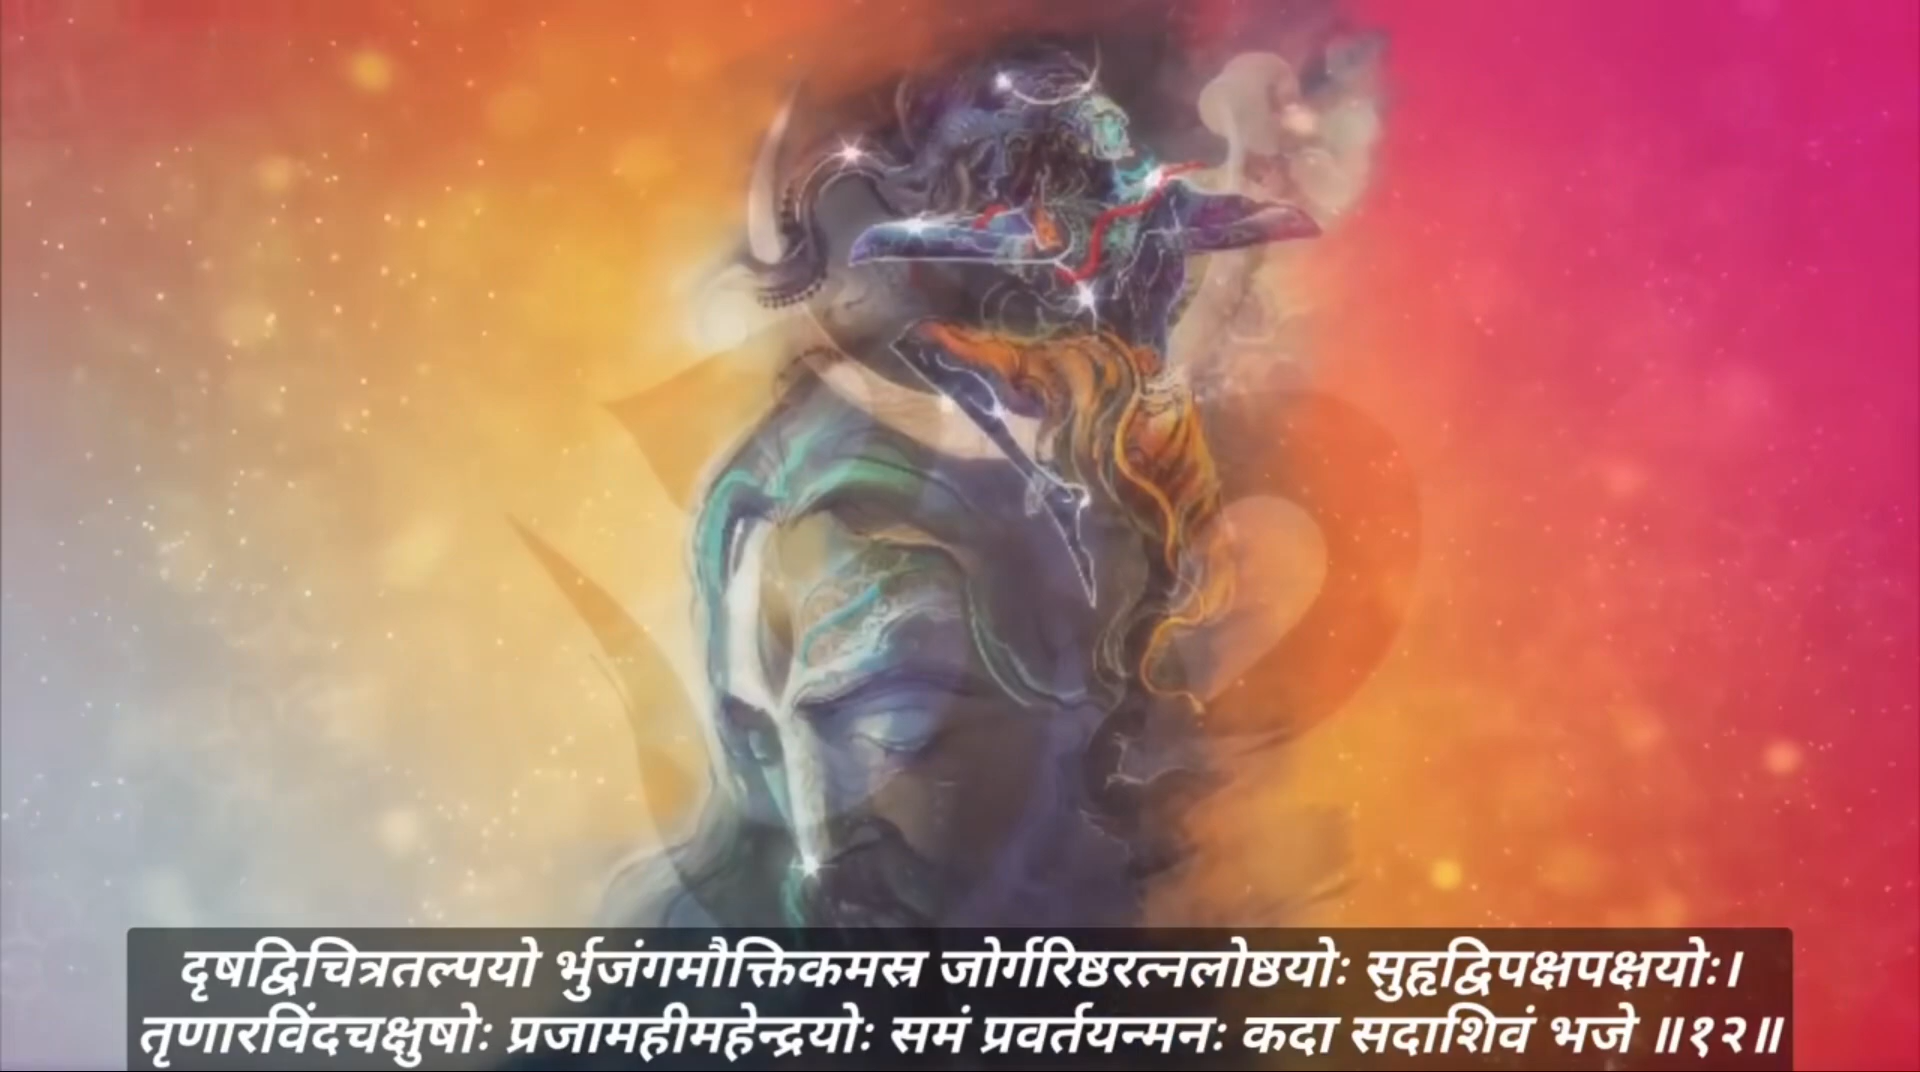 दृषद्विचित्रतल्पयो र्भुजंगमौक्तिकमस्र जोर्गरिष्ठरत्नलोष्ठयोः सुहृद्विपक्षपक्षयोः।
तृणारविंदचक्षुषोः प्रजामहीमहेन्द्रयोः समं प्रवर्तयन्मनः कदा सदाशिवं भजे ॥१२॥